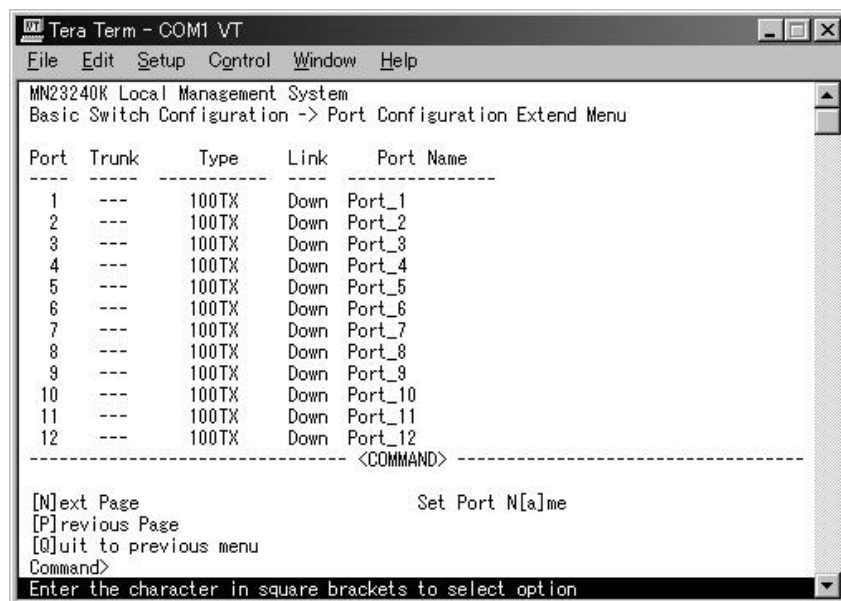 Tera Term - COM1 VT
File Edit Setup Control Window Help
MN23240K Local Management System
Basic Switch Configuration -> Port Configuration Extend Menu
Port Trunk Type Link Port Name
---- ----- ----------- ---- ---------------
1 --- 100TX Down Port_1
2 --- 100TX Down Port_2
3 --- 100TX Down Port_3
4 --- 100TX Down Port_4
5 --- 100TX Down Port_5
6 --- 100TX Down Port_6
7 --- 100TX Down Port_7
8 --- 100TX Down Port_8
9 --- 100TX Down Port_9
10 --- 100TX Down Port_10
11 --- 100TX Down Port_11
12 --- 100TX Down Port_12
-------------------------------- <COMMAND> -----------------------------------
[N]ext Page Set Port N[a]me
[P]revious Page
[Q]uit to previous menu
Command>
Enter the character in square brackets to select option